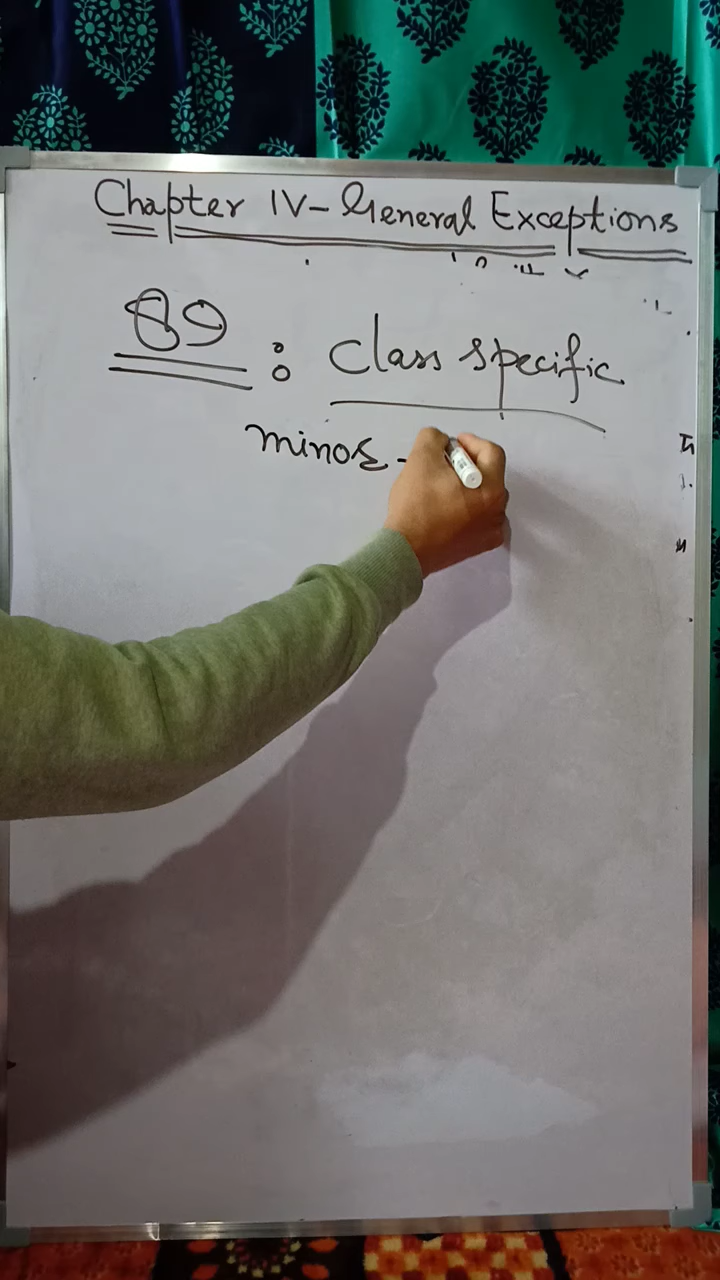 Chapter IV- General Exceptions
89 : Class specific
minor -